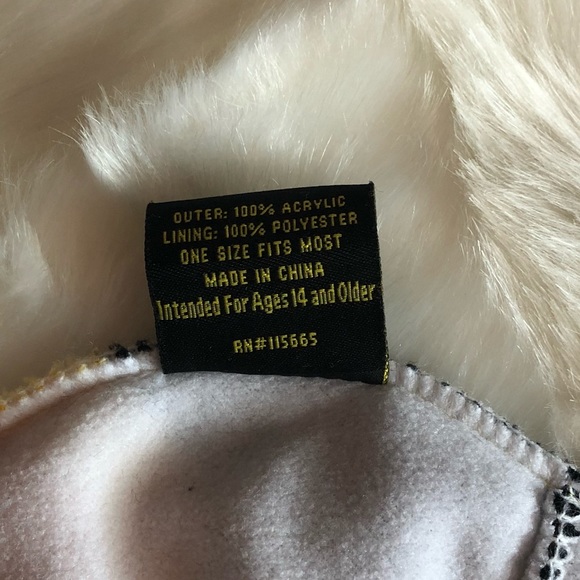 OUTER: 100% ACRYLIC
LINING: 100% POLYESTER
ONE SIZE FITS MOST
MADE IN CHINA
Intended For Ages 14 and Older
RN#115665